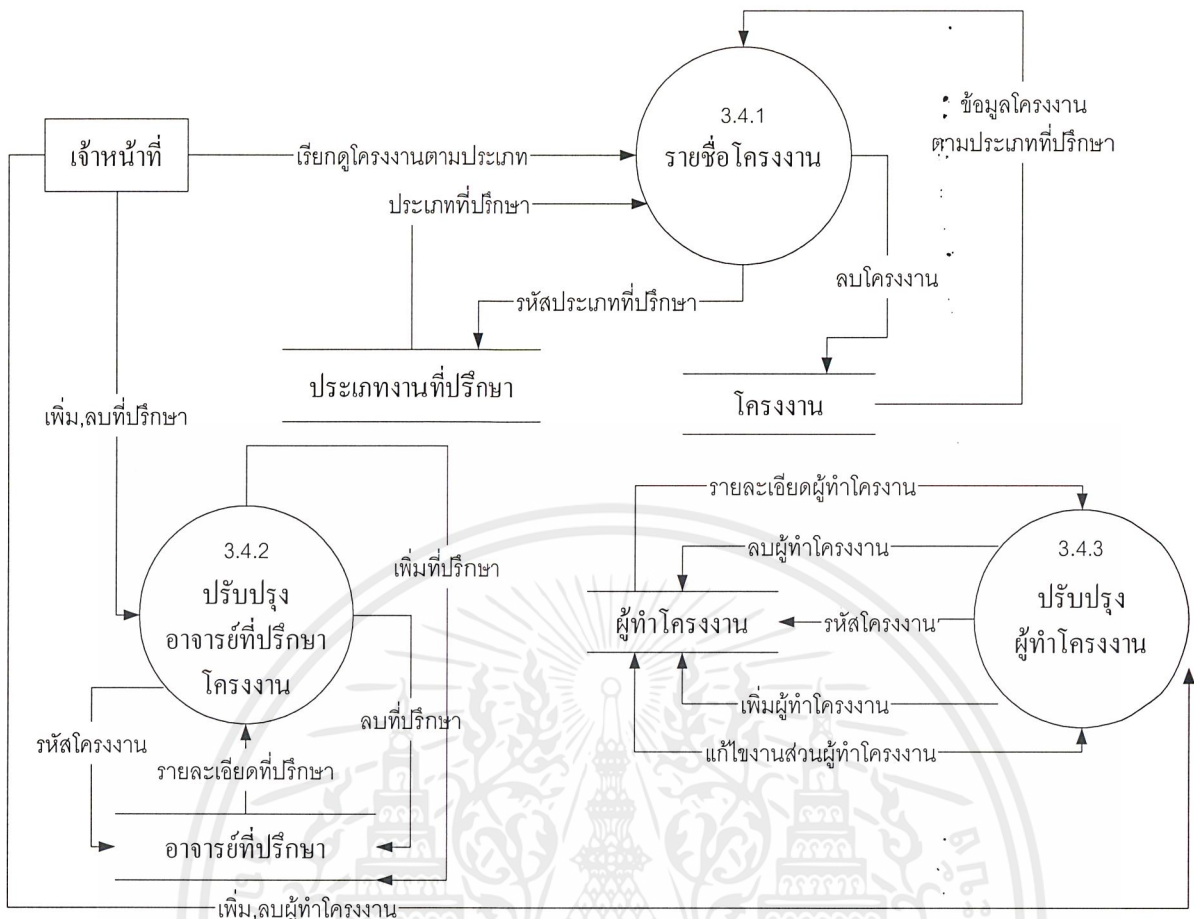 3.4.1
รายชื่อโครงงาน
ข้อมูลโครงงาน
ตามประเภทที่ปรึกษา
เจ้าหน้าที่
เรียกดูโครงงานตามประเภท
ประเภทที่ปรึกษา
ลบโครงงาน
รหัสประเภทที่ปรึกษา
ประเภทงานที่ปรึกษา
โครงงาน
เพิ่ม,ลบที่ปรึกษา
3.4.2
ปรับปรุง
อาจารย์ที่ปรึกษา
โครงงาน
เพิ่มที่ปรึกษา
ลบที่ปรึกษา
รหัสโครงงาน
รายละเอียดที่ปรึกษา
อาจารย์ที่ปรึกษา
รายละเอียดผู้ทำโครงงาน
ลบผู้ทำโครงงาน
3.4.3
ปรับปรุง
ผู้ทำโครงงาน
ผู้ทำโครงงาน
รหัสโครงงาน
เพิ่มผู้ทำโครงงาน
แก้ไขงานส่วนผู้ทำโครงงาน
เพิ่ม,ลบผู้ทำโครงงาน